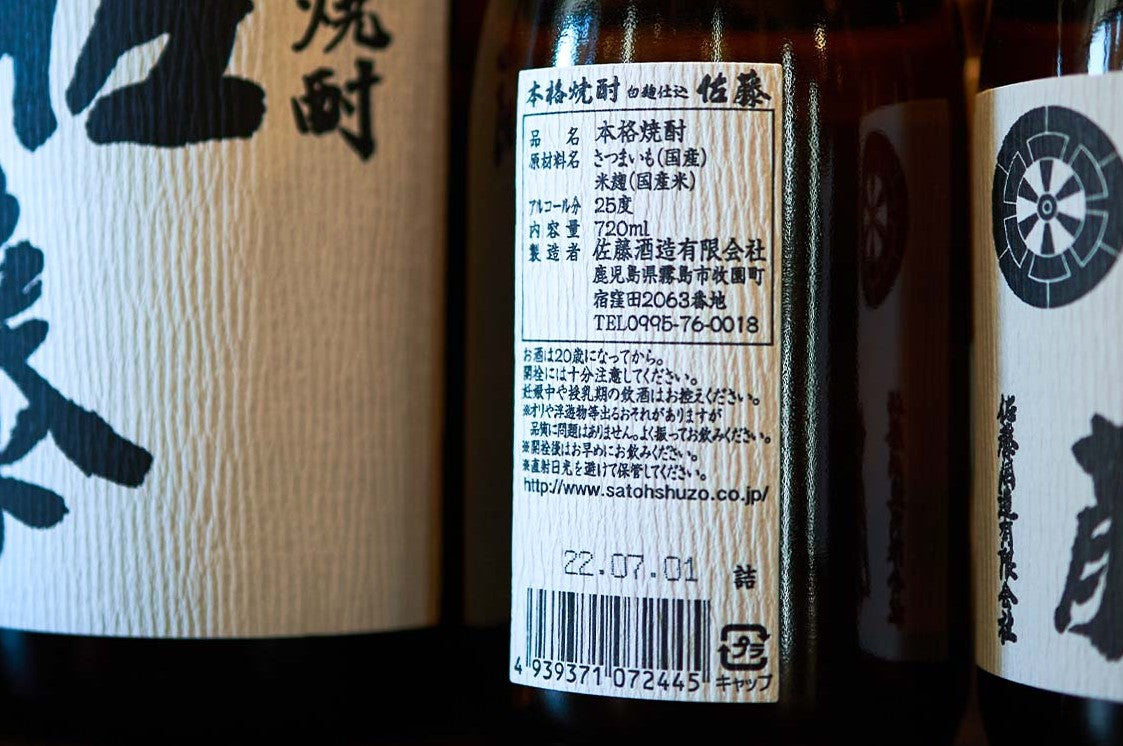 焼酎
佐
藤
本格焼酎 白麹仕込 佐藤
品名 本格焼酎
原材料名 さつまいも(国産)
米麹(国産米)
アルコール分 25度
内容量 720ml
製造者 佐藤酒造有限会社
鹿児島県霧島市牧園町
宿窪田2063番地
TEL0995-76-0018
お酒は20歳になってから。
開栓には十分注意してください。
妊娠中や授乳期の飲酒はお控えください。
※オリや浮遊物等出るおそれがありますが
品質に問題はありません。よく振ってお飲みください。
※開栓後はお早めにお飲みください。
※直射日光を避けて保管してください。
http://www.satohshuzo.co.jp/
22.07.01 詰
4 939371 072445
プラ
キャップ
佐藤酒造有限会社